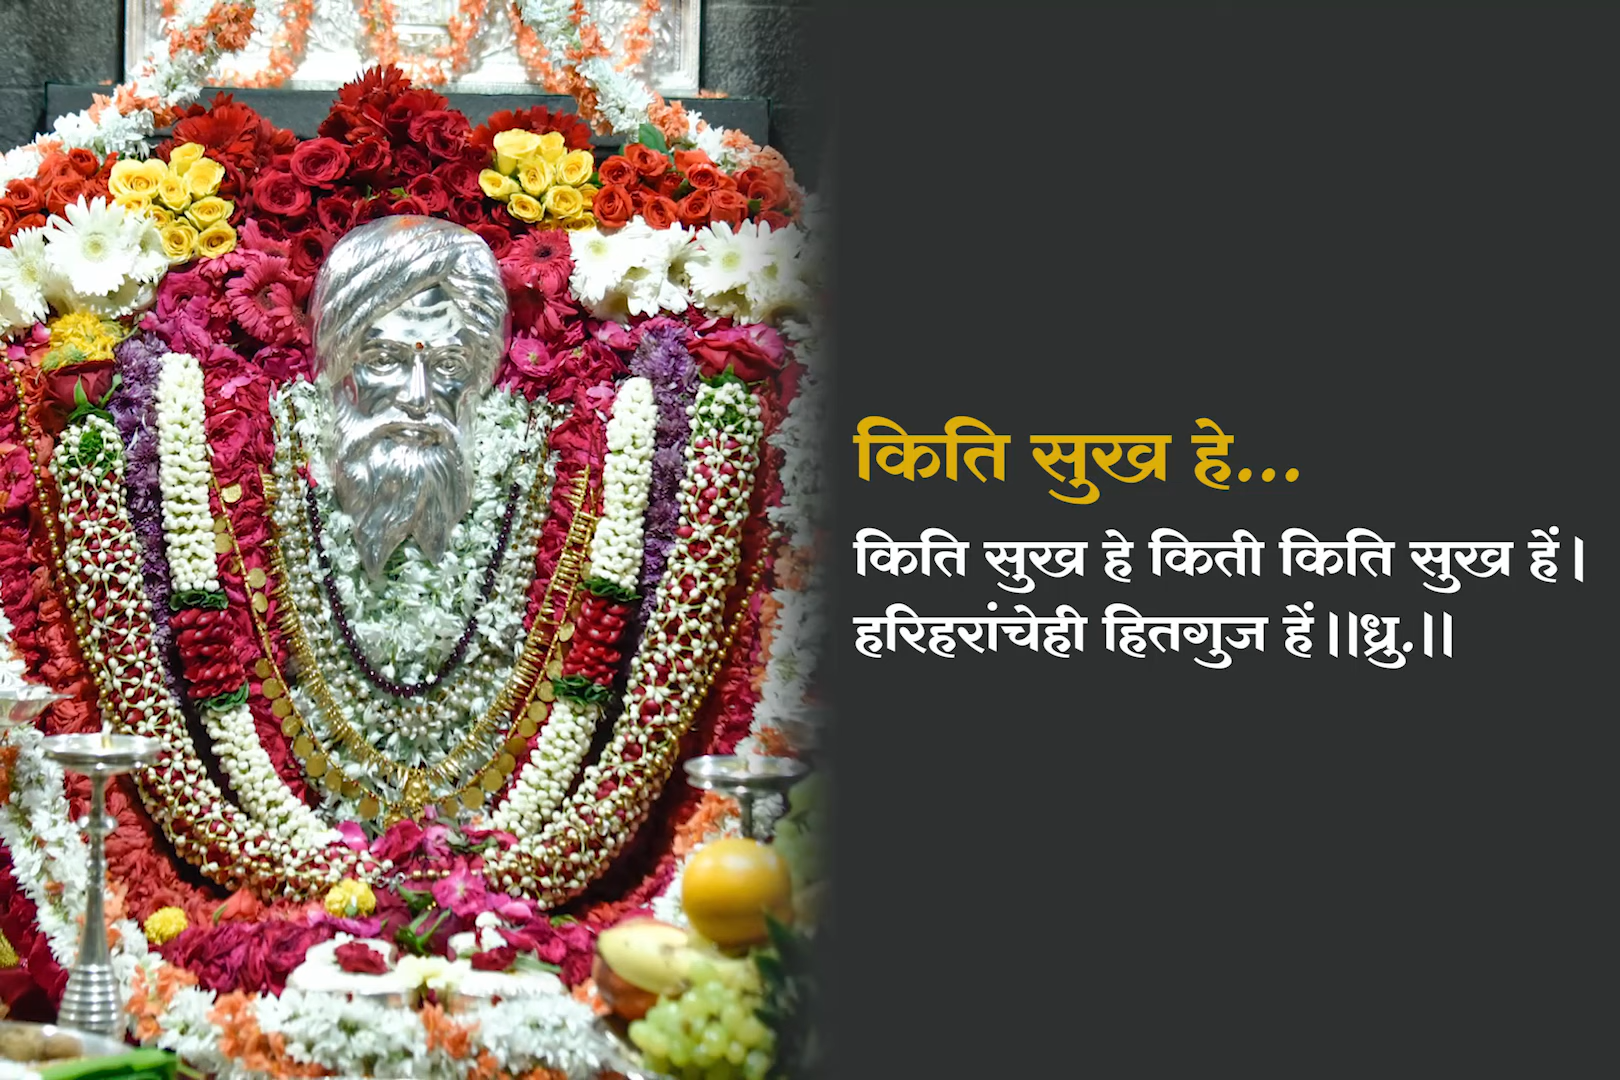 किति सुख हे...
किति सुख हे किती किति सुख हें।
हरिहरांचेही हितगुज हें।।ध्रु.।।